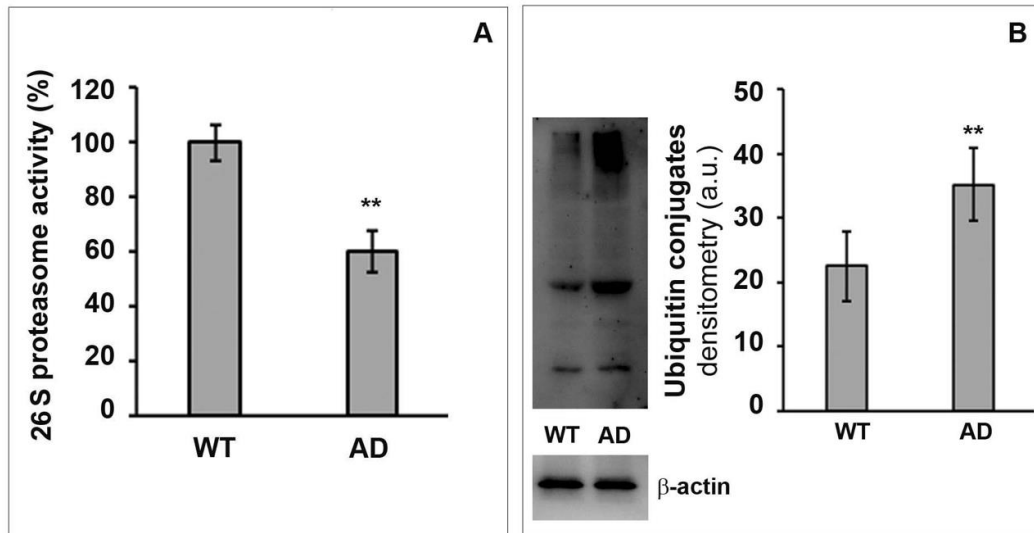 A
26S proteasome activity (%)
120
100
80
60
40
20
0
**
WT
AD
B
WT
AD
β-actin
Ubiquitin conjugates
densitometry (a.u.)
50
40
30
20
10
0
**
WT
AD